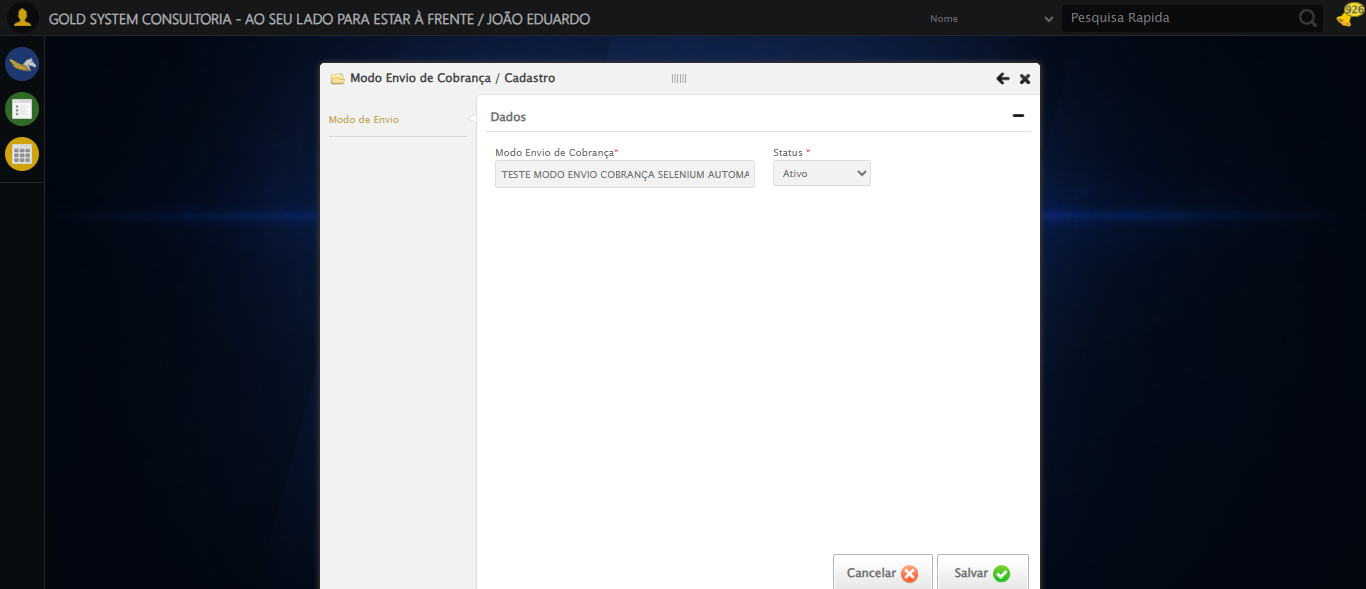 GOLD SYSTEM CONSULTORIA - AO SEU LADO PARA ESTAR À FRENTE / JOÃO EDUARDO
Nome
Pesquisa Rapida
926
Modo Envio de Cobrança / Cadastro
Modo de Envio
Dados
Modo Envio de Cobrança*
Status *
TESTE MODO ENVIO COBRANÇA SELENIUM AUTOMA
Ativo
Cancelar
Salvar